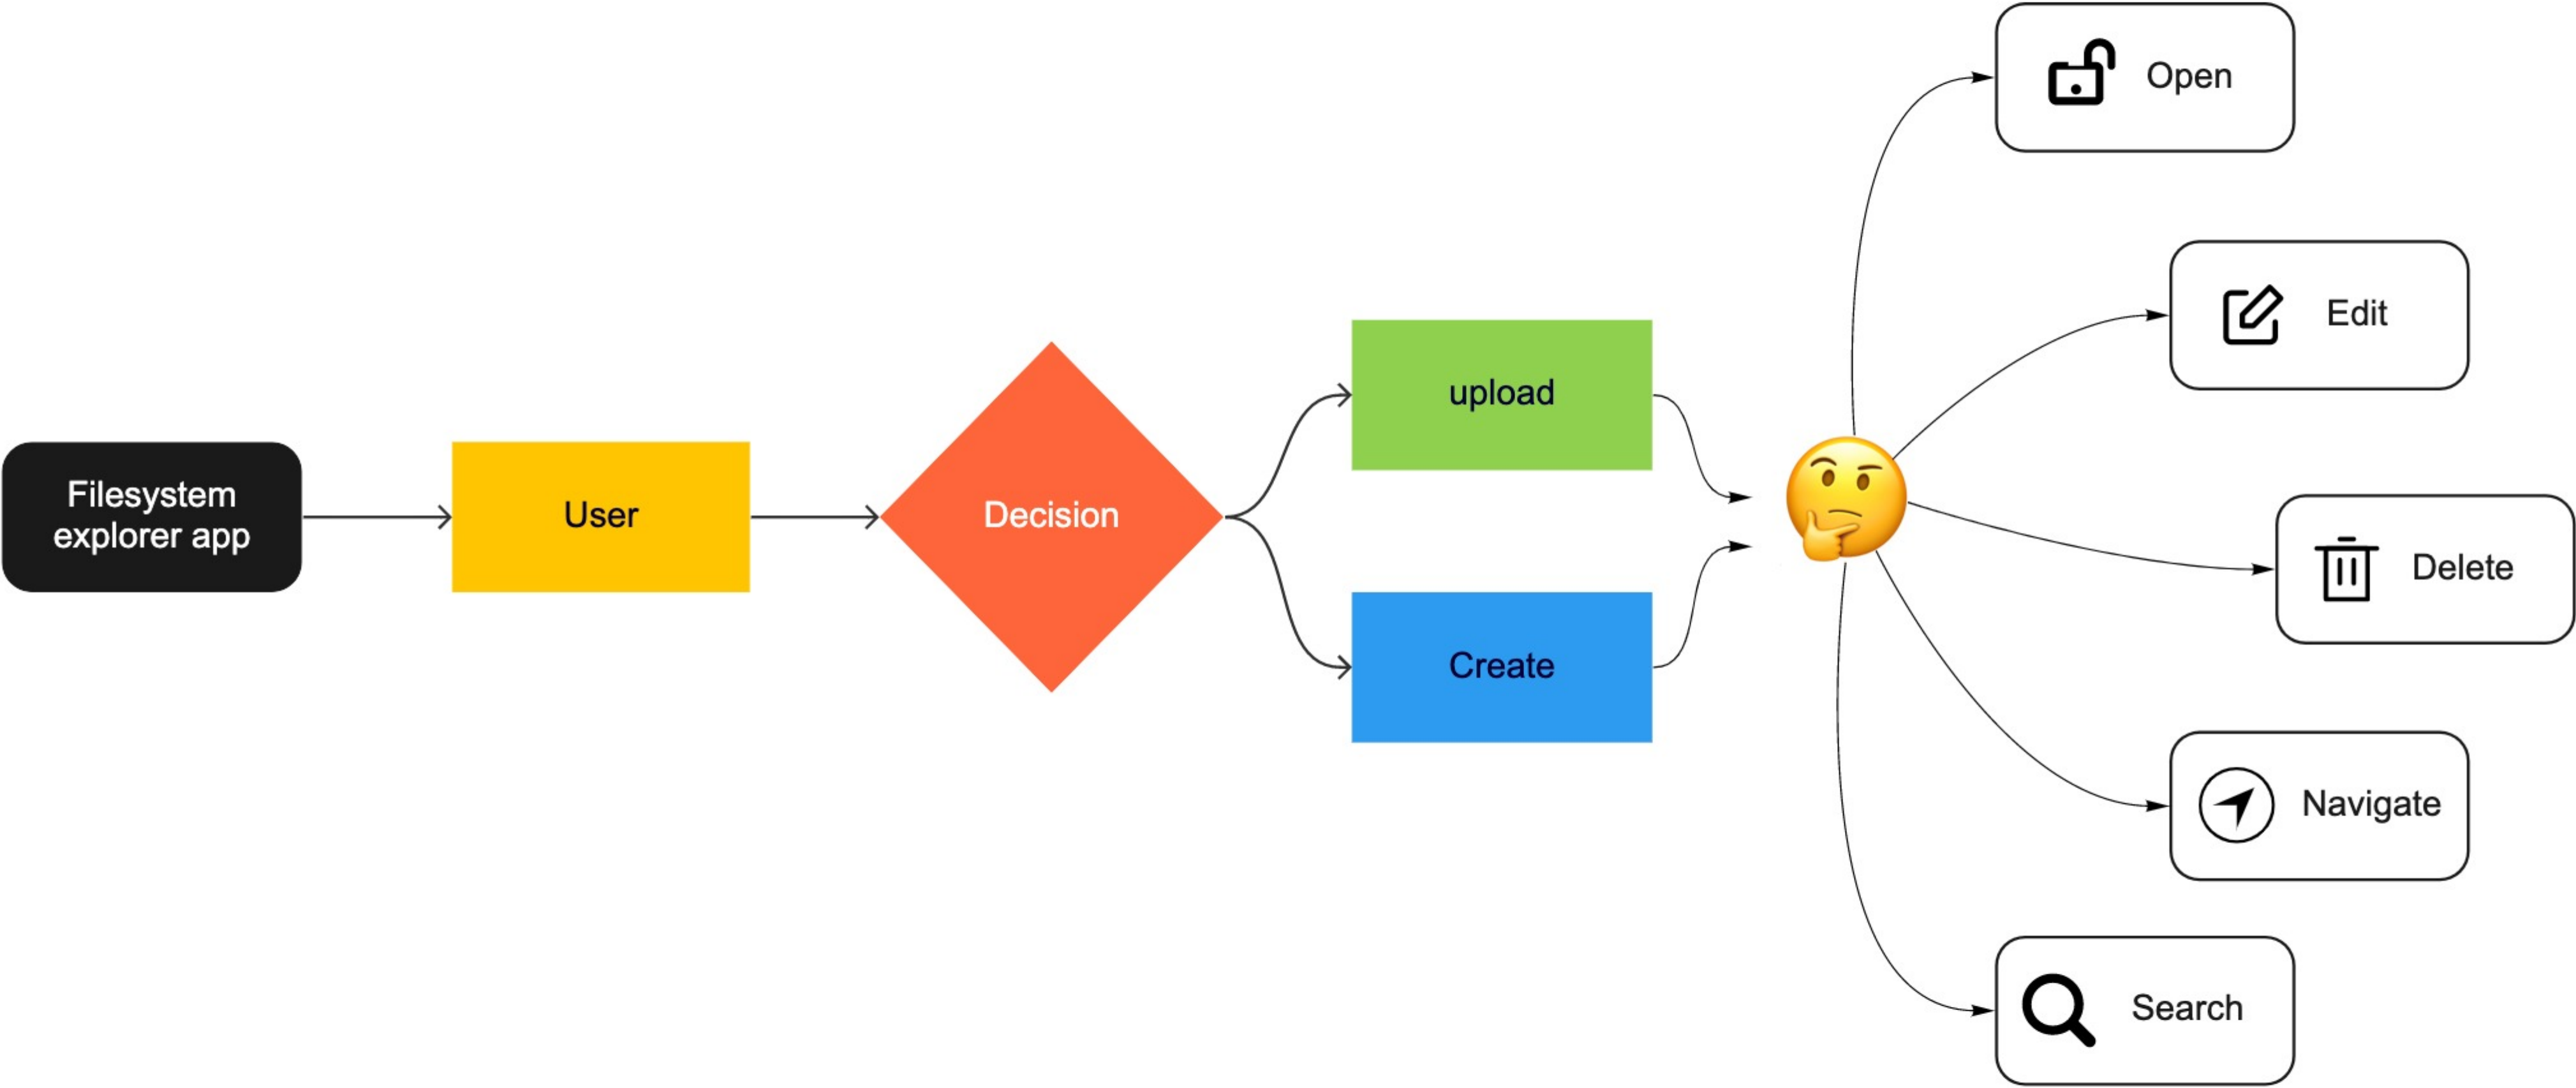 Filesystem
explorer app
User
Decision
upload
Create
Open
Edit
Delete
Navigate
Search